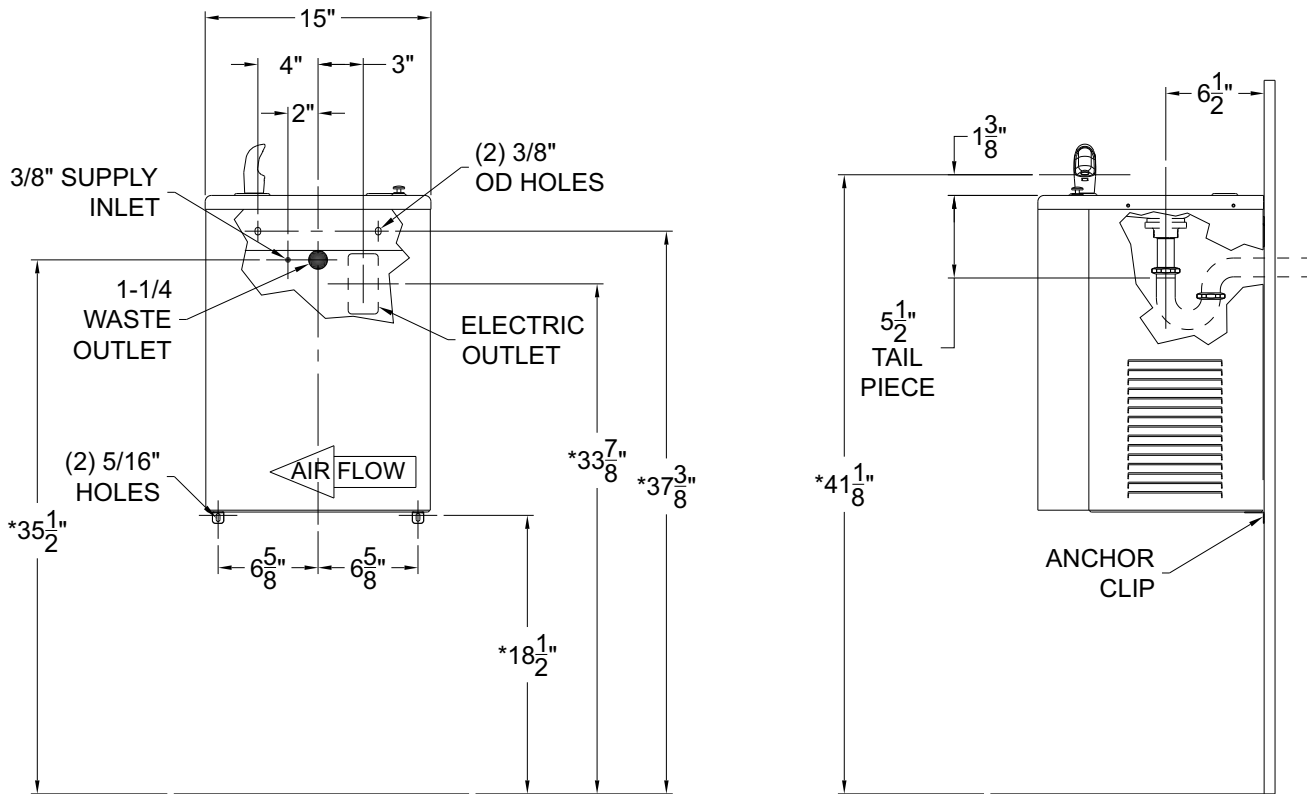 15"
4"
3"
2"
3/8" SUPPLY
INLET
(2) 3/8"
OD HOLES
1-1/4
WASTE
OUTLET
ELECTRIC
OUTLET
(2) 5/16"
HOLES
AIR FLOW
*35 1/2"
*33 7/8"
*37 3/8"
6 5/8"
6 5/8"
*18 1/2"
6 1/2"
1 3/8"
5 1/2"
TAIL
PIECE
*41 1/8"
ANCHOR
CLIP